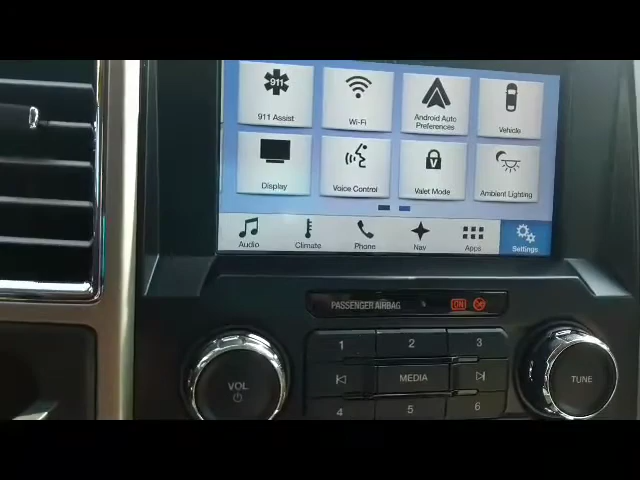 911
911 Assist
Wi-Fi
Android Auto
Preferences
Vehicle
Display
Voice Control
Valet Mode
Ambient Lighting
Audio
Climate
Phone
Nav
Apps
Settings
PASSENGER AIRBAG
ON
1
2
3
VOL
MEDIA
TUNE
4
5
6